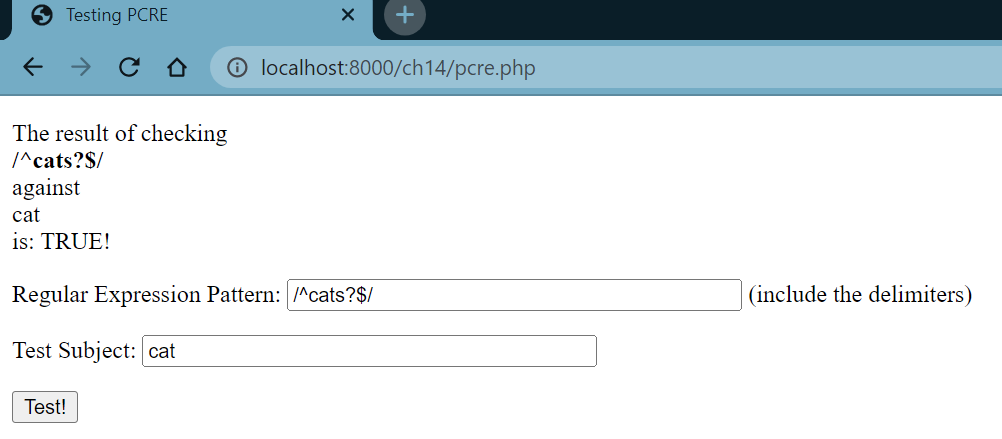 Testing PCRE
localhost:8000/ch14/pcre.php
The result of checking
/^cats?$/
against
cat
is: TRUE!
Regular Expression Pattern: /^cats?$/ (include the delimiters)
Test Subject: cat
Test!